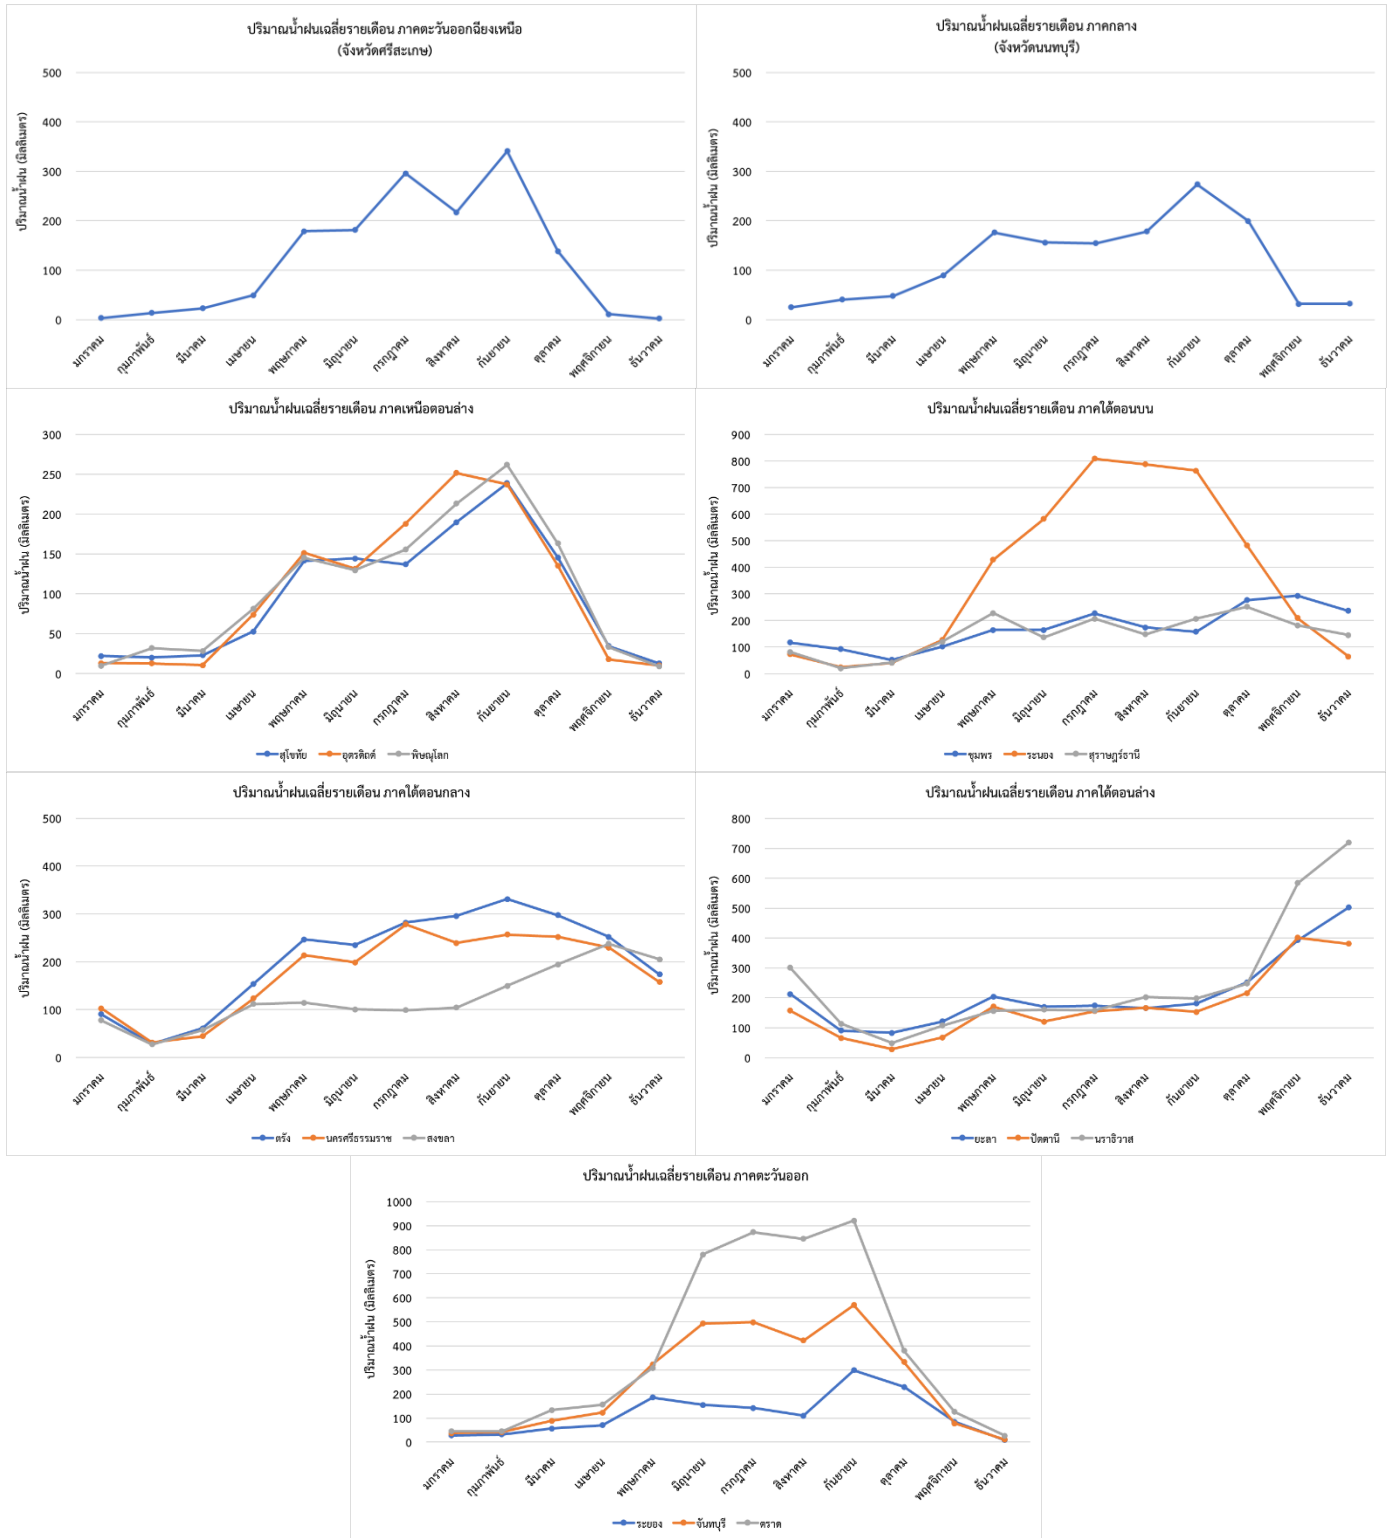 ปริมาณน้ำฝนเฉลี่ยรายเดือน ภาคตะวันออกเฉียงเหนือ
(จังหวัดศรีสะเกษ)
ปริมาณน้ำฝน (มิลลิเมตร)
500
400
300
200
100
0
มกราคม กุมภาพันธ์ มีนาคม เมษายน พฤษภาคม มิถุนายน กรกฎาคม สิงหาคม กันยายน ตุลาคม พฤศจิกายน ธันวาคม
ปริมาณน้ำฝนเฉลี่ยรายเดือน ภาคกลาง
(จังหวัดนนทบุรี)
ปริมาณน้ำฝน (มิลลิเมตร)
500
400
300
200
100
0
มกราคม กุมภาพันธ์ มีนาคม เมษายน พฤษภาคม มิถุนายน กรกฎาคม สิงหาคม กันยายน ตุลาคม พฤศจิกายน ธันวาคม
ปริมาณน้ำฝนเฉลี่ยรายเดือน ภาคเหนือตอนล่าง
ปริมาณน้ำฝน (มิลลิเมตร)
300
250
200
150
100
50
0
มกราคม กุมภาพันธ์ มีนาคม เมษายน พฤษภาคม มิถุนายน กรกฎาคม สิงหาคม กันยายน ตุลาคม พฤศจิกายน ธันวาคม
สุโขทัย อุตรดิตถ์ พิษณุโลก
ปริมาณน้ำฝนเฉลี่ยรายเดือน ภาคใต้ตอนบน
ปริมาณน้ำฝน (มิลลิเมตร)
900
800
700
600
500
400
300
200
100
0
มกราคม กุมภาพันธ์ มีนาคม เมษายน พฤษภาคม มิถุนายน กรกฎาคม สิงหาคม กันยายน ตุลาคม พฤศจิกายน ธันวาคม
ชุมพร ระนอง สุราษฎร์ธานี
ปริมาณน้ำฝนเฉลี่ยรายเดือน ภาคใต้ตอนกลาง
ปริมาณน้ำฝน (มิลลิเมตร)
500
400
300
200
100
0
มกราคม กุมภาพันธ์ มีนาคม เมษายน พฤษภาคม มิถุนายน กรกฎาคม สิงหาคม กันยายน ตุลาคม พฤศจิกายน ธันวาคม
ตรัง นครศรีธรรมราช สงขลา
ปริมาณน้ำฝนเฉลี่ยรายเดือน ภาคใต้ตอนล่าง
ปริมาณน้ำฝน (มิลลิเมตร)
800
700
600
500
400
300
200
100
0
มกราคม กุมภาพันธ์ มีนาคม เมษายน พฤษภาคม มิถุนายน กรกฎาคม สิงหาคม กันยายน ตุลาคม พฤศจิกายน ธันวาคม
ยะลา ปัตตานี นราธิวาส
ปริมาณน้ำฝนเฉลี่ยรายเดือน ภาคตะวันออก
ปริมาณน้ำฝน (มิลลิเมตร)
1000
900
800
700
600
500
400
300
200
100
0
มกราคม กุมภาพันธ์ มีนาคม เมษายน พฤษภาคม มิถุนายน กรกฎาคม สิงหาคม กันยายน ตุลาคม พฤศจิกายน ธันวาคม
ระยอง จันทบุรี ตราด